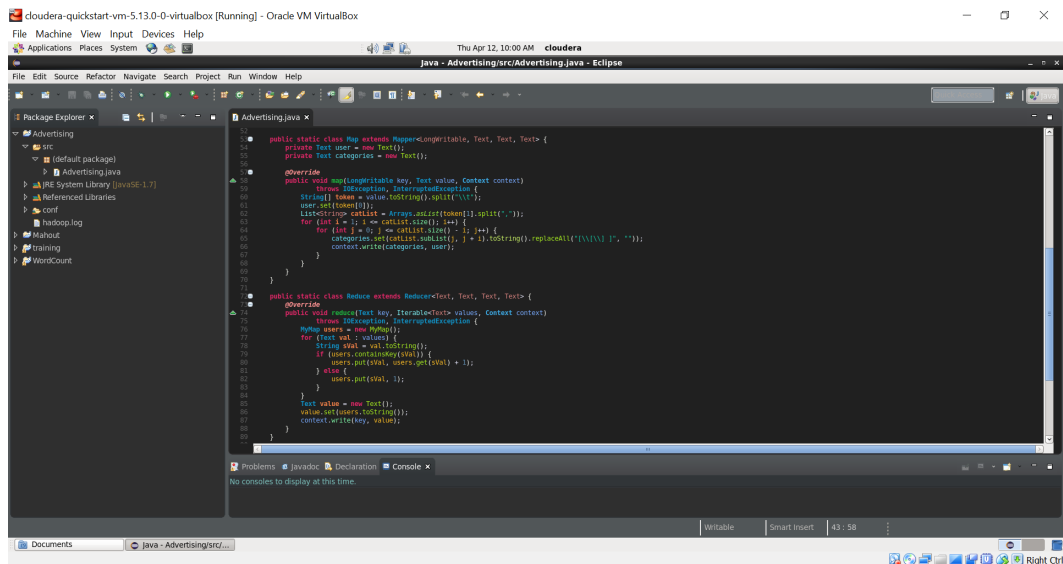 cloudera-quickstart-vm-5.13.0-0-virtualbox [Running] - Oracle VM VirtualBox
File Machine View Input Devices Help
Applications Places System Thu Apr 12, 10:00 AM cloudera
Java - Advertising/src/Advertising.java - Eclipse
File Edit Source Refactor Navigate Search Project Run Window Help
Package Explorer
Advertising
src
(default package)
Advertising.java
JRE System Library [JavaSE-1.7]
Referenced Libraries
conf
hadoop.log
Mahout
training
WordCount
Advertising.java
52
53 public static class Map extends Mapper<LongWritable, Text, Text, Text> {
54 private Text user = new Text();
55 private Text categories = new Text();
56
57 @Override
58 public void map(LongWritable key, Text value, Context context)
59 throws IOException, InterruptedException {
60 String[] token = value.toString().split("\\t");
61 user.set(token[0]);
62 List<String> catList = Arrays.asList(token[1].split(","));
63 for (int i = 1; i <= catList.size(); i++) {
64 for (int j = 0; j <= catList.size() - i; j++) {
65 categories.set(catList.subList(j, j + i).toString().replaceAll("[\\[\\] ]", ""));
66 context.write(categories, user);
67 }
68 }
69 }
70 }
71
72 public static class Reduce extends Reducer<Text, Text, Text, Text> {
73 @Override
74 public void reduce(Text key, Iterable<Text> values, Context context)
75 throws IOException, InterruptedException {
76 MyMap users = new MyMap();
77 for (Text val : values) {
78 String sVal = val.toString();
79 if (users.containsKey(sVal)) {
80 users.put(sVal, users.get(sVal) + 1);
81 } else {
82 users.put(sVal, 1);
83 }
84 }
85 Text value = new Text();
86 value.set(users.toString());
87 context.write(key, value);
88 }
89 }
Problems Javadoc Declaration Console
No consoles to display at this time.
Writable Smart Insert 43 : 58
Documents Java - Advertising/src/...
Right Ctrl